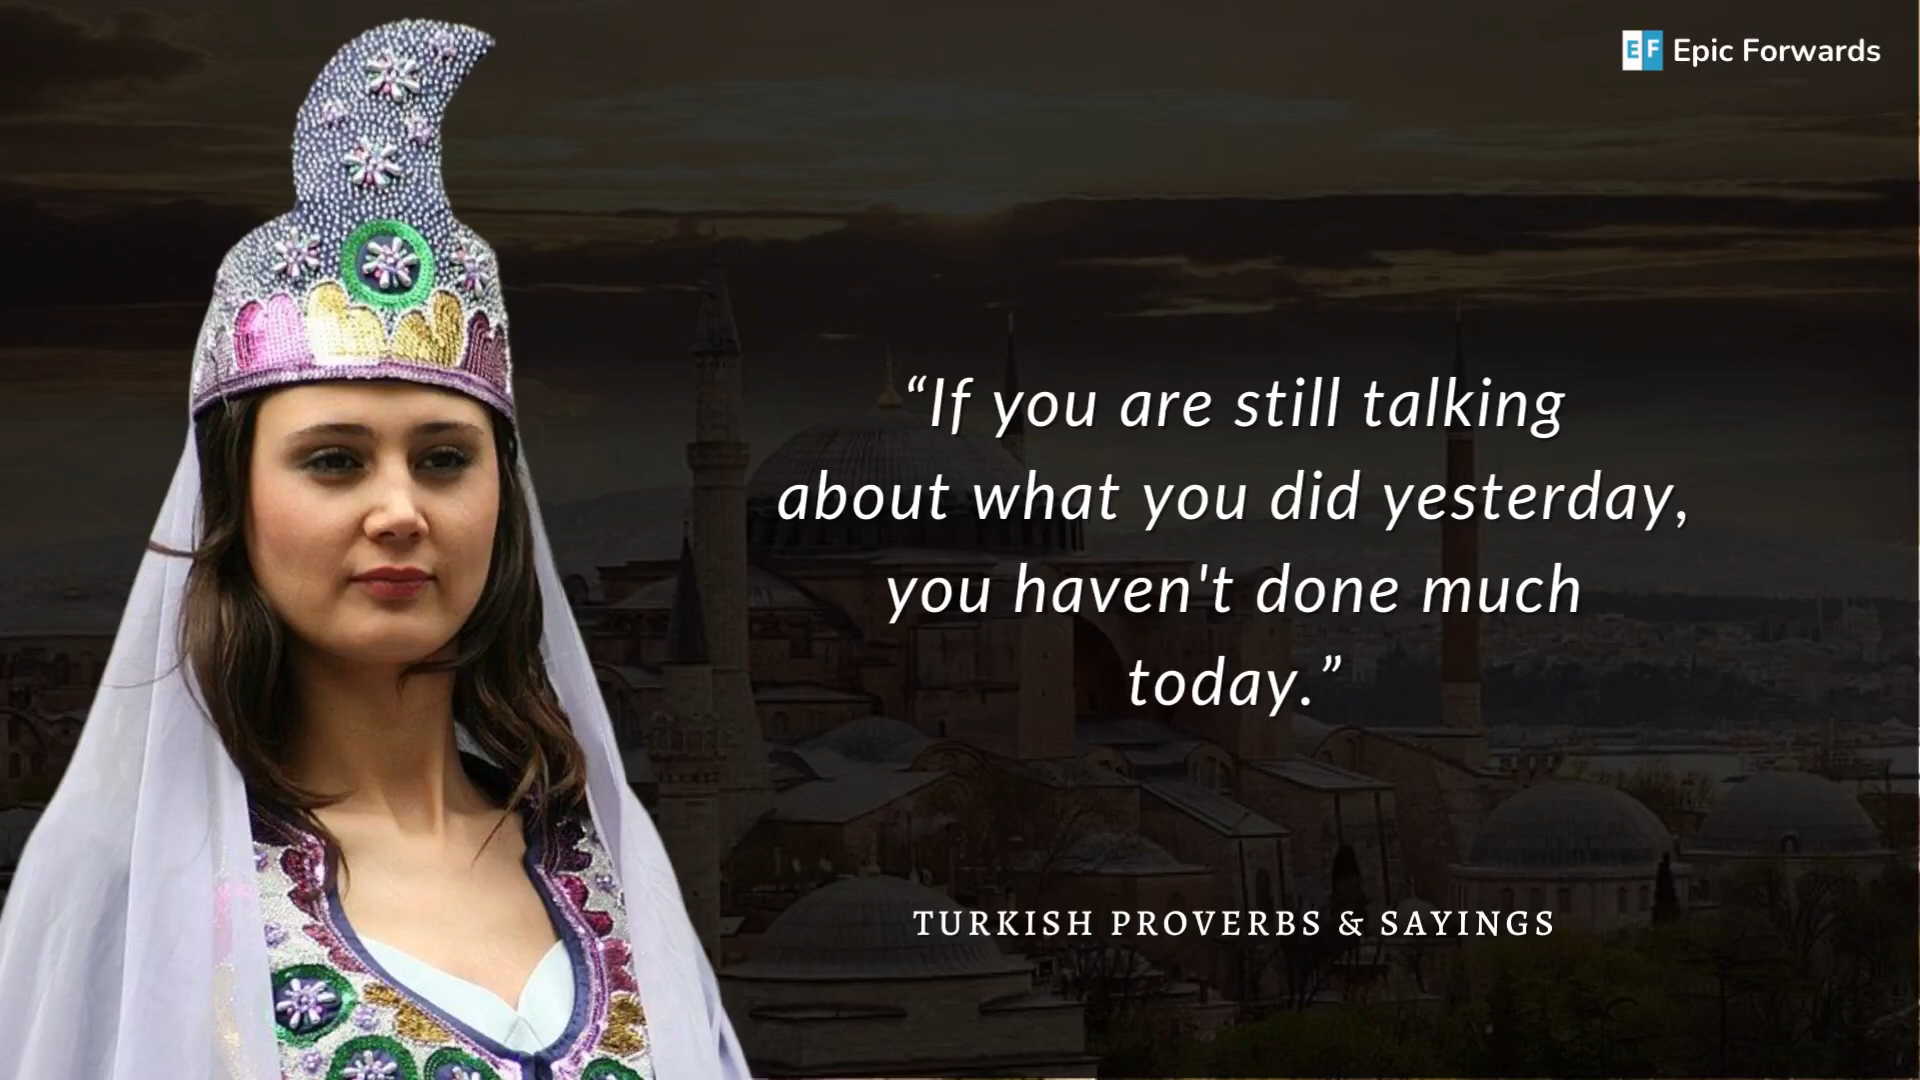 EF Epic Forwards
“If you are still talking
about what you did yesterday,
you haven't done much
today.”
TURKISH PROVERBS & SAYINGS